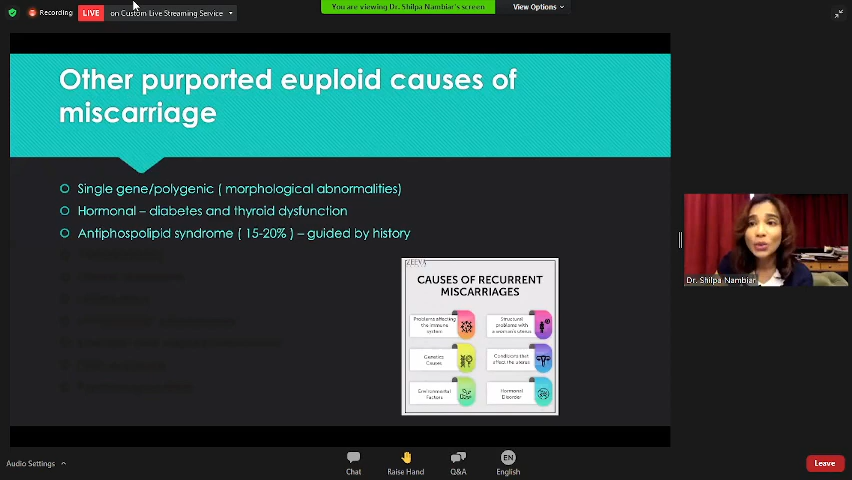 Recording
LIVE
on Custom Live Streaming Service
You are viewing Dr. Shilpa Nambiar's screen
View Options
Other purported euploid causes of
miscarriage
Single gene/polygenic ( morphological abnormalities)
Hormonal – diabetes and thyroid dysfunction
Antiphospolipid syndrome ( 15-20% ) – guided by history
ZEEVA
CAUSES OF RECURRENT
MISCARRIAGES
Problems affecting
the immune
system
Structural
problems with
a woman's uterus
Genetics
Causes
Conditions that
affect the uterus
Environmental
Factors
Hormonal
Disorder
Dr. Shilpa Nambiar
Audio Settings
Chat
Raise Hand
Q&A
EN
English
Leave